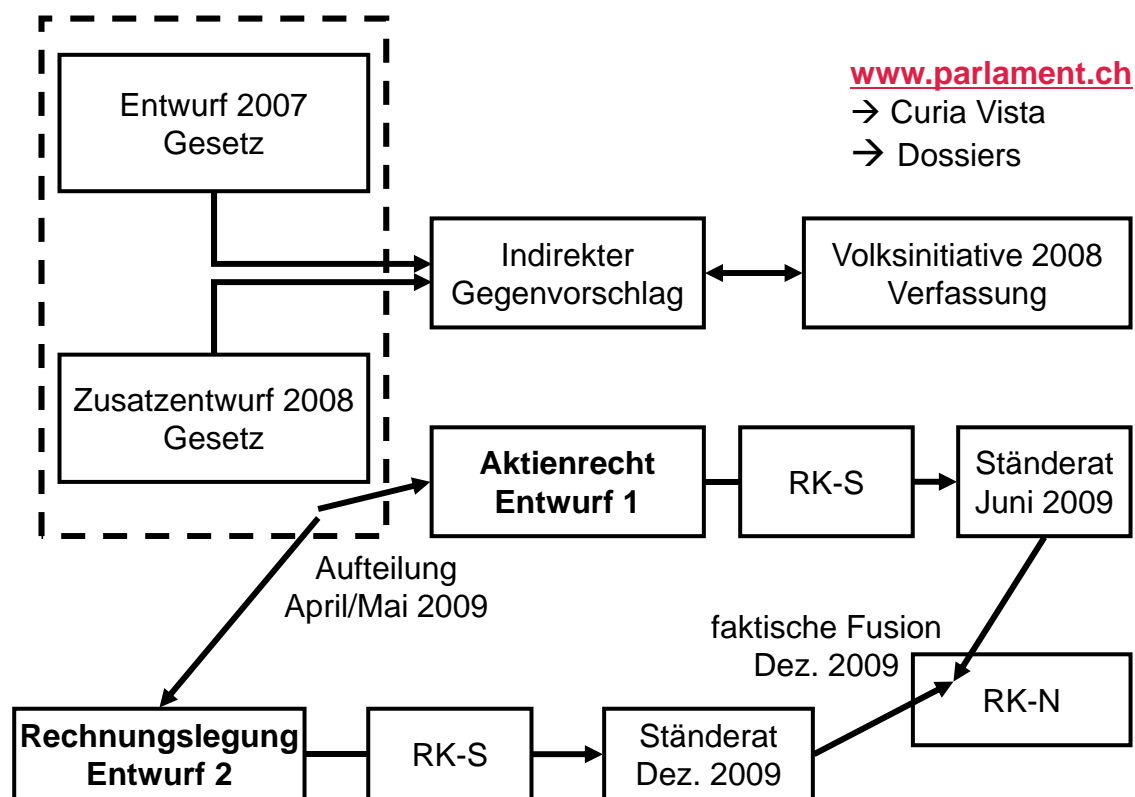 Entwurf 2007
Gesetz
www.parlament.ch
→ Curia Vista
→ Dossiers
Indirekter
Gegenvorschlag
Volksinitiative 2008
Verfassung
Zusatzentwurf 2008
Gesetz
Aktienrecht
Entwurf 1
RK-S
Ständerat
Juni 2009
Aufteilung
April/Mai 2009
faktische Fusion
Dez. 2009
RK-N
Rechnungslegung
Entwurf 2
RK-S
Ständerat
Dez. 2009